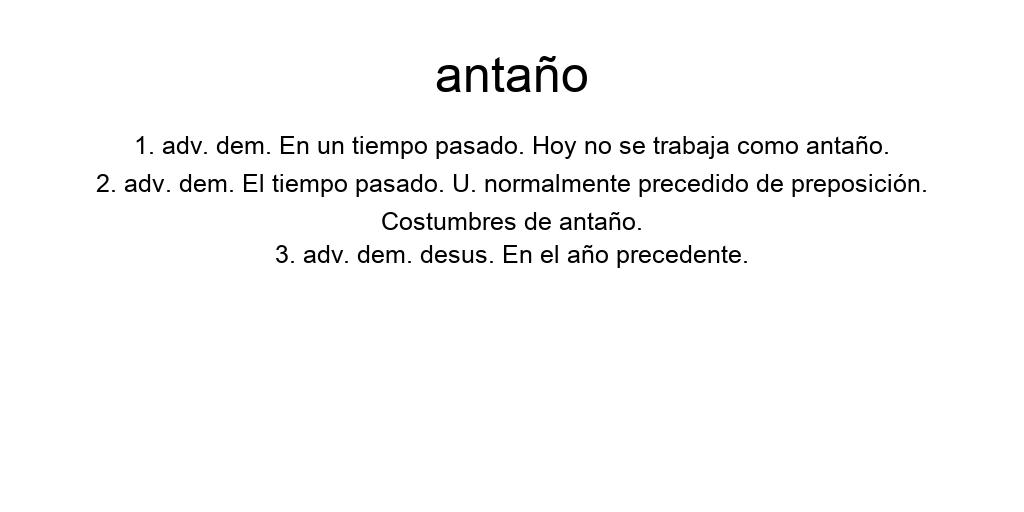 antaño
1. adv. dem. En un tiempo pasado. Hoy no se trabaja como antaño.
2. adv. dem. El tiempo pasado. U. normalmente precedido de preposición.
Costumbres de antaño.
3. adv. dem. desus. En el año precedente.